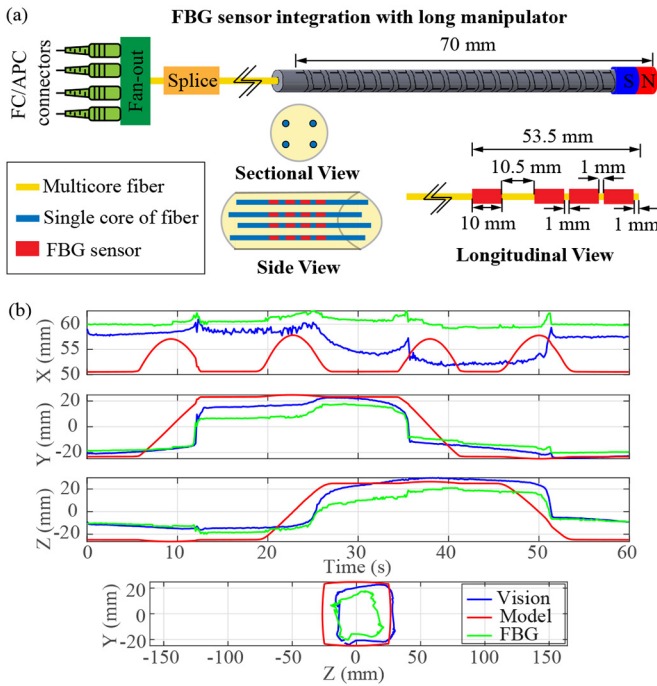 (a)
FBG sensor integration with long manipulator
70 mm
FC/APC
connectors
Fan-out
Splice
S N
Sectional View
53.5 mm
10.5 mm
1 mm
10 mm
1 mm
1 mm
Longitudinal View
Multicore fiber
Single core of fiber
FBG sensor
Side View
(b)
X (mm)
60
55
50
Y (mm)
20
0
-20
Z (mm)
20
0
-20
0 10 20 30 40 50 60
Time (s)
Y (mm)
20
0
-20
-150 -100 -50 0 50 100 150
Z (mm)
Vision
Model
FBG